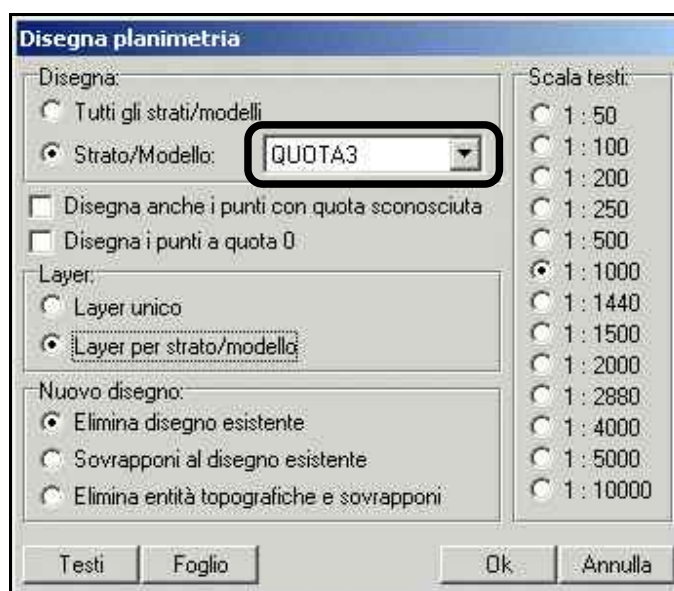 Disegna planimetria
Disegna:
Tutti gli strati/modelli
Strato/Modello: QUOTA3
Disegna anche i punti con quota sconosciuta
Disegna i punti a quota 0
Layer:
Layer unico
Layer per strato/modello
Nuovo disegno:
Elimina disegno esistente
Sovrapponi al disegno esistente
Elimina entità topografiche e sovrapponi
Scala testi:
1 : 50
1 : 100
1 : 200
1 : 250
1 : 500
1 : 1000
1 : 1440
1 : 1500
1 : 2000
1 : 2880
1 : 4000
1 : 5000
1 : 10000
Testi Foglio Ok Annulla